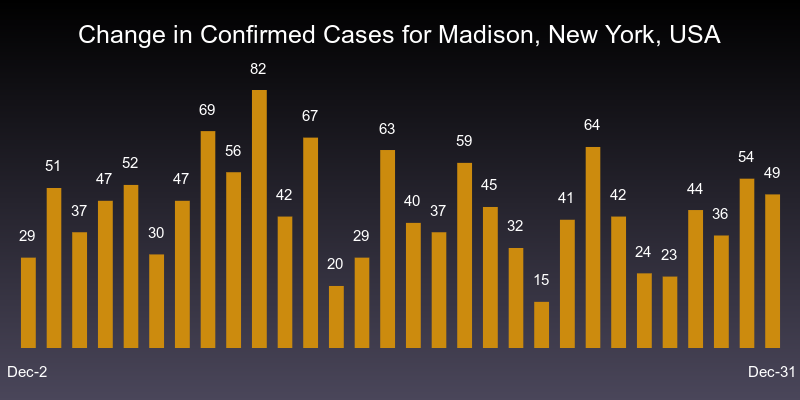 Change in Confirmed Cases for Madison, New York, USA
29 51 37 47 52 30 47 69 56 82 42 67 20 29 63 40 37 59 45 32 15 41 64 42 24 23 44 36 54 49
Dec-2 Dec-31